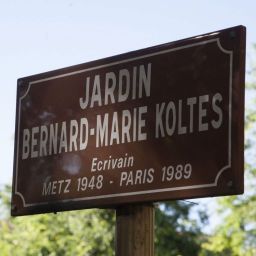 JARDIN
BERNARD-MARIE KOLTES
Ecrivain
METZ 1948 - PARIS 1989